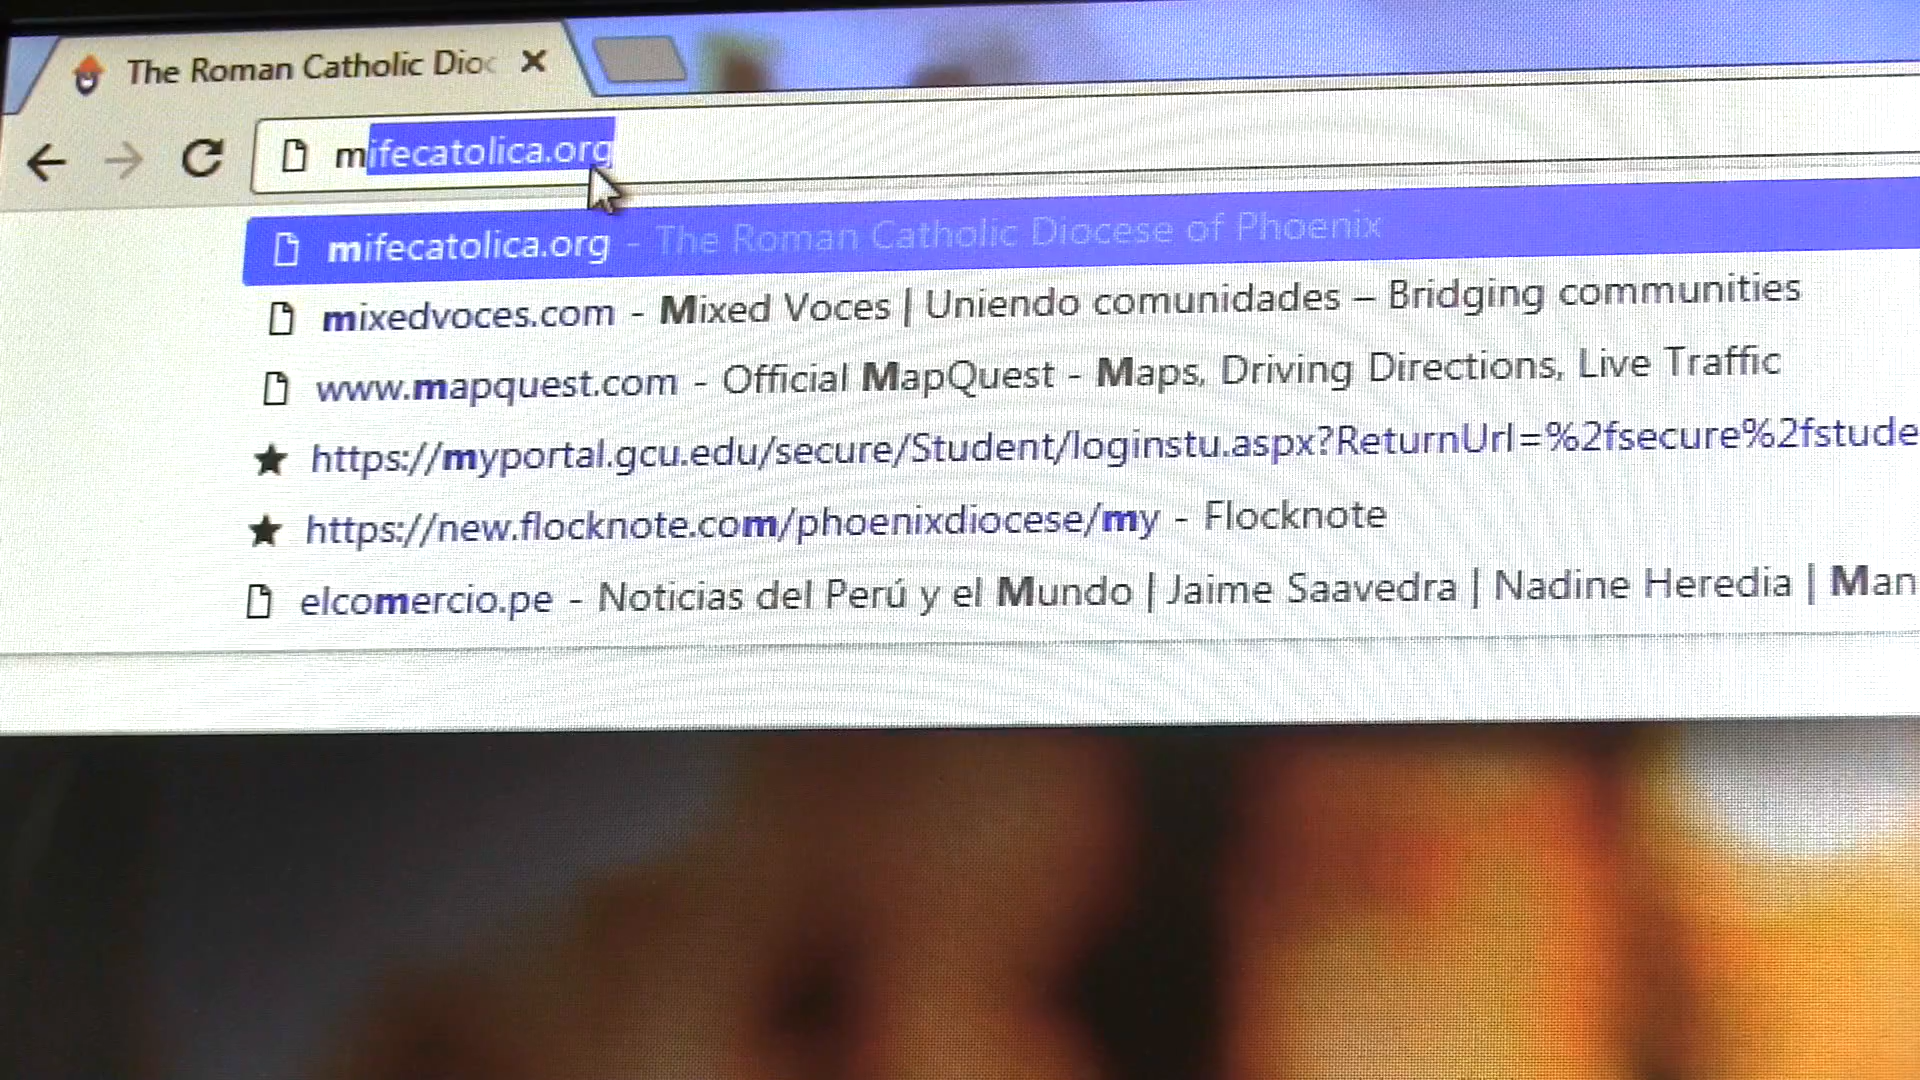 The Roman Catholic Dioc
mifecatolica.org
mifecatolica.org - The Roman Catholic Diocese of Phoenix
mixedvoces.com - Mixed Voces | Uniendo comunidades – Bridging communities
www.mapquest.com - Official MapQuest - Maps, Driving Directions, Live Traffic
https://myportal.gcu.edu/secure/Student/loginstu.aspx?ReturnUrl=%2fsecure%2fstude
https://new.flocknote.com/phoenixdiocese/my - Flocknote
elcomercio.pe - Noticias del Perú y el Mundo | Jaime Saavedra | Nadine Heredia | Man